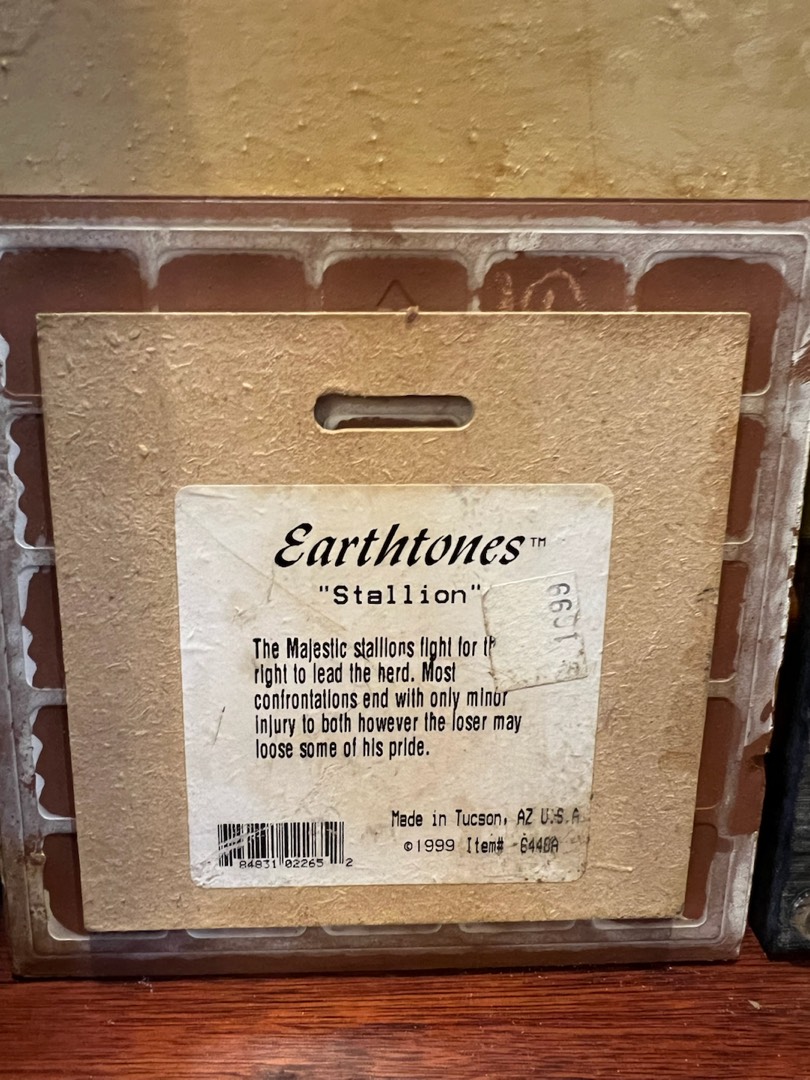 Earthtones™
"Stallion"
1099
The Majestic stallions fight for
right to lead the herd. Most
confrontations end with only minor
injury to both however the loser may
loose some of his pride.
Made in Tucson, AZ U.S.A.
©1999 Item#
84831 02265 2